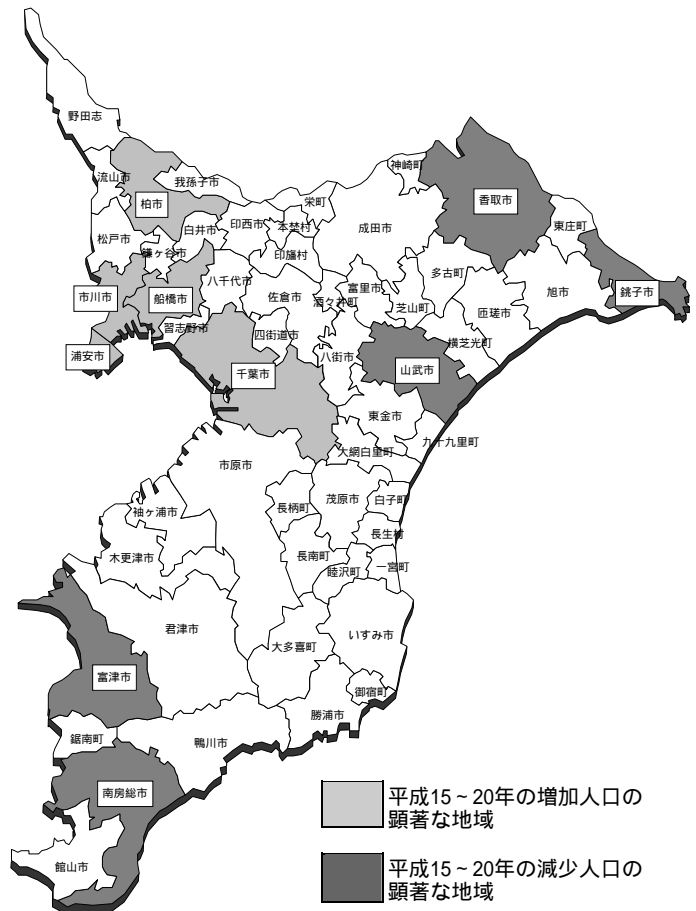 野田志
流山市
柏市
我孫子市
神崎町
香取市
栄町
松戸市
白井市
印西市
本埜村
成田市
東庄町
鎌ヶ谷市
印旛村
市川市
船橋市
八千代市
佐倉市
酒々井町
富里市
多古町
芝山町
匝瑳市
旭市
銚子市
習志野市
四街道市
浦安市
千葉市
八街市
山武市
横芝光町
東金市
九十九里町
大網白里町
市原市
長柄町
茂原市
白子町
袖ヶ浦市
長生村
木更津市
長南町
睦沢町
一宮町
君津市
大多喜町
いすみ市
富津市
御宿町
勝浦市
鋸南町
鴨川市
南房総市
館山市
平成15~20年の増加人口の
顕著な地域
平成15~20年の減少人口の
顕著な地域